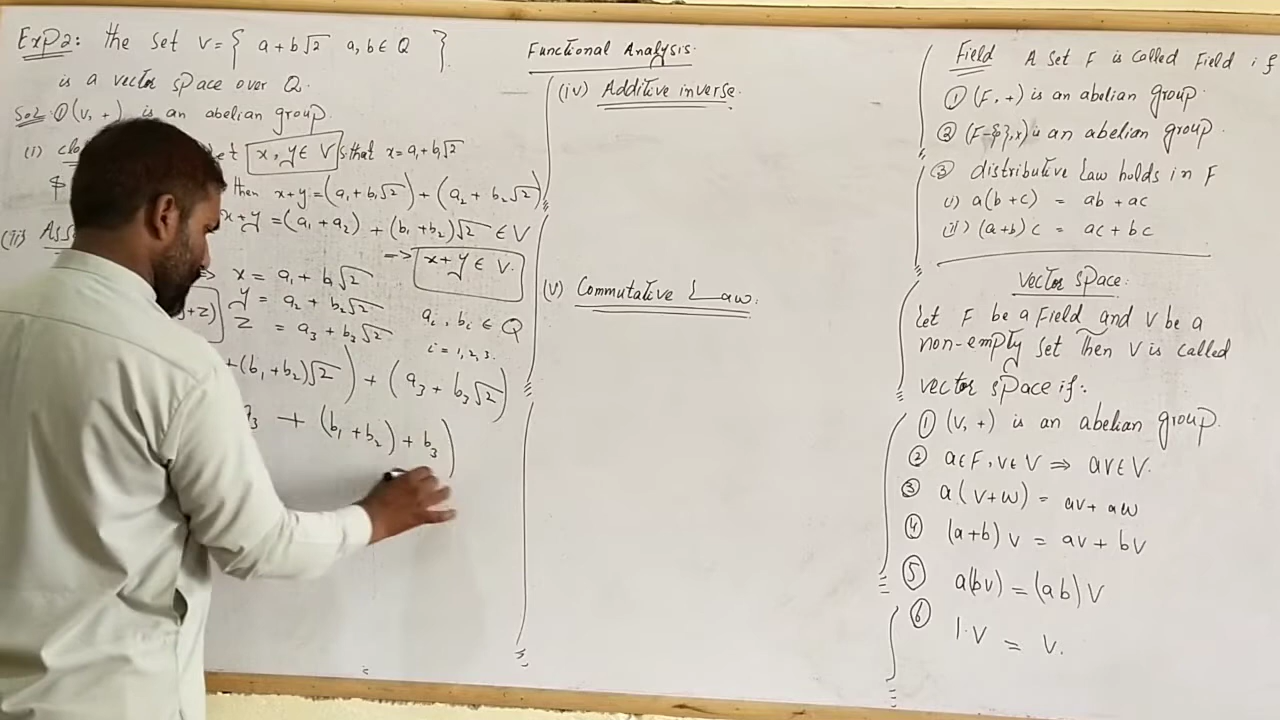 Exp2: the set V = { a + b√2 a, b ∈ Q }
is a vector space over Q.
Sol: ① (V, +) is an abelian group.
(i) x, y ∈ V s.that x = a₁ + b₁√2
then x+y = (a₁ + b₁√2) + (a₂ + b₂√2)
x+y = (a₁ + a₂) + (b₁ + b₂)√2 ∈ V
=> x+y ∈ V.
(ii) Ass
x = a₁ + b₁√2
y = a₂ + b₂√2
z = a₃ + b₃√2
aᵢ, bᵢ ∈ Q
i = 1, 2, 3.
+z)
+ (b₁ + b₂)√2) + (a₃ + b₃√2)
₃ + (b₁ + b₂) + b₃)
Functional Analysis.
(iv) Additive inverse.
(v) Commutative Law.
Field A set F is called Field if
① (F, +) is an abelian group.
② (F-{ }, x) is an abelian group.
③ distributive Law holds in F
(i) a(b + c) = ab + ac
(ii) (a+b) c = ac + bc
Vector space:
Let F be a Field and V be a
non-empty set Then V is called
vector space if:
① (V, +) is an abelian group.
② a ∈ F, v ∈ V ⇒ av ∈ V.
③ a(v+w) = av + aw
④ (a+b) v = av + bv
⑤ a(bv) = (ab) v
⑥ 1.v = v.